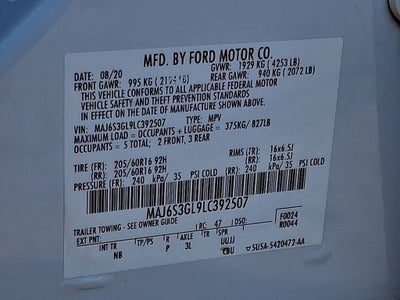 MFD. BY FORD MOTOR CO.
08/20 GVWR: 1929 KG ( 4253 LB)
FRONT GAWR: 995 KG ( LB) REAR GAWR: 940 KG ( 2072 LB)
THIS VEHICLE CONFORMS TO ALL APPLICABLE FEDERAL MOTOR
VEHICLE SAFETY AND BUMPER STANDARDS
IN EFFECT ON THE DATE OF MANUFACTURE SHOWN ABOVE
VIN: MAJ6S3GL9LC392507 TYPE: MPV
MAXIMUM LOAD = OCCUPANTS + LUGGAGE = 375KG/ 827LB
OCCUPANTS = 5 TOTAL; 2 FRONT, 3 REAR
TIRE (FR): 205/60R16 92H RIMS (FR): 16x6.5J
(RR): 205/60R16 92H (RR): 16x6.5J
PRESSURE (FR): 240 kPa/ 35 PSI COLD (RR): 240 kPa/ 35 PSI COLD
MAJ6S3GL9LC392507
TRAILER TOWING - SEE OWNER GUIDE
RC: 47 DSO: F0024
R0044
EXT PNT:
INT TR TP/PS R AXLE TR UUJJ
NB P 3L CBU
5U5A-5420472-AA